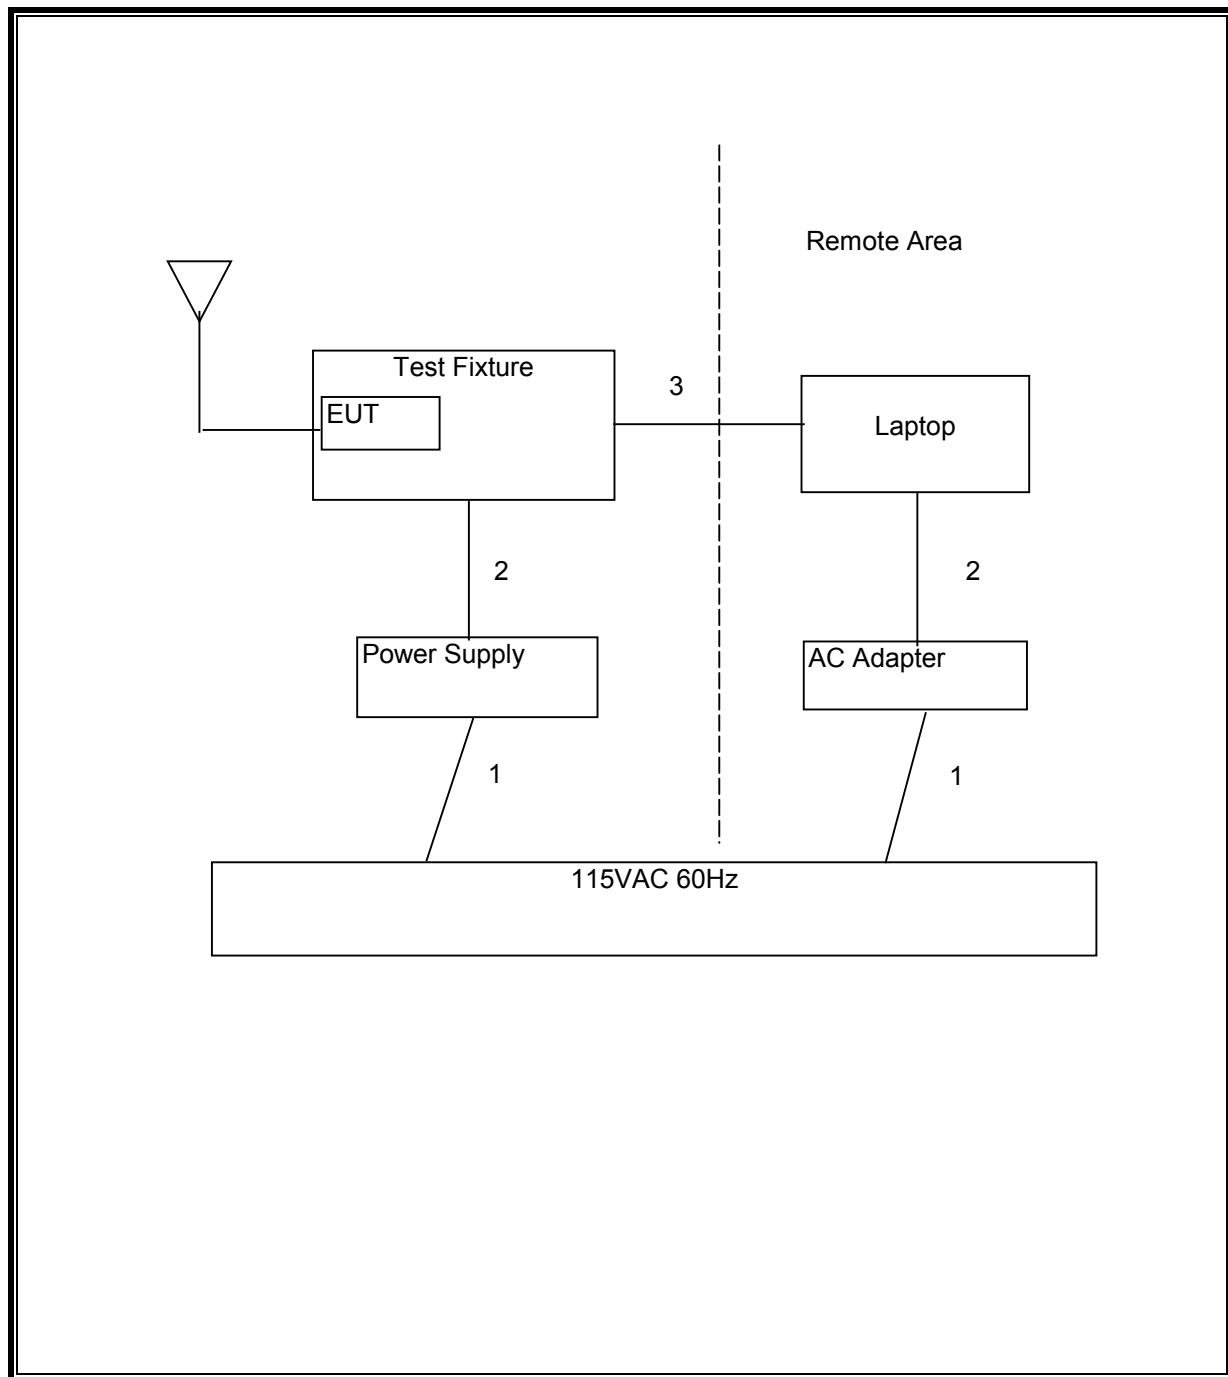 Remote Area
Test Fixture
EUT
3
Laptop
2
2
Power Supply
AC Adapter
1
1
115VAC 60Hz